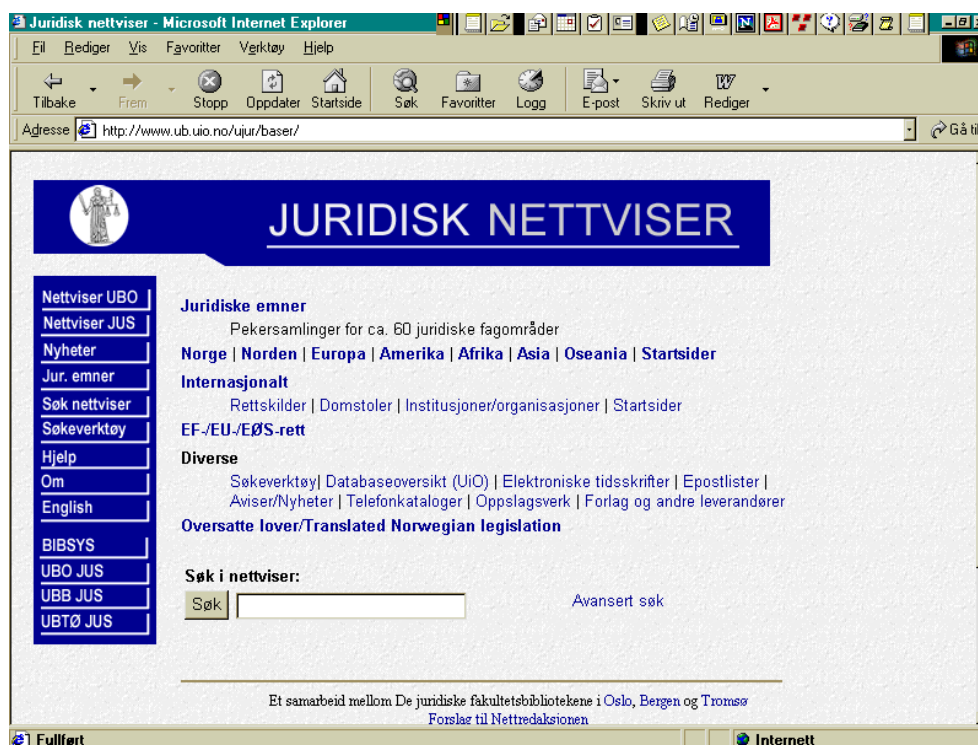 Juridisk nettviser - Microsoft Internet Explorer
Fil Rediger Vis Favoritter Verktøy Hjelp
Tilbake Frem Stopp Oppdater Startside Søk Favoritter Logg E-post Skriv ut Rediger
Adresse http://www.ub.uio.no/ujur/baser/ Gå til
JURIDISK NETTVISER
Nettviser UBO
Nettviser JUS
Nyheter
Jur. emner
Søk nettviser
Søkeverktøy
Hjelp
Om
English
BIBSYS
UBO JUS
UBB JUS
UBTØ JUS
Juridiske emner
Pekersamlinger for ca. 60 juridiske fagområder
Norge | Norden | Europa | Amerika | Afrika | Asia | Oseania | Startsider
Internasjonalt
Rettskilder | Domstoler | Institusjoner/organisasjoner | Startsider
EF-/EU-/EØS-rett
Diverse
Søkeverktøy| Databaseoversikt (UiO) | Elektroniske tidsskrifter | Epostlister |
Aviser/Nyheter | Telefonkataloger | Oppslagsverk | Forlag og andre leverandører
Oversatte lover/Translated Norwegian legislation
Søk i nettviser:
Søk Avansert søk
Et samarbeid mellom De juridiske fakultetsbibliotekene i Oslo, Bergen og Tromsø
Forslag til Nettredaksjonen
Fullført Internett